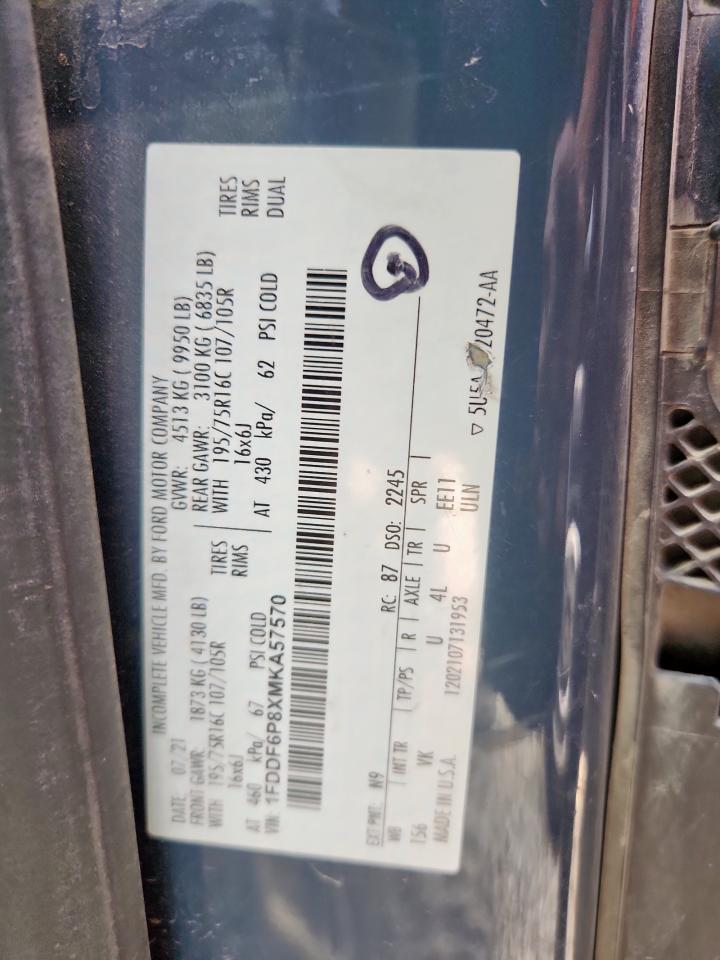 INCOMPLETE VEHICLE MFD. BY FORD MOTOR COMPANY
DATE 07/21 GVWR: 4513 KG ( 9950 LB)
FRONT GAWR: 1873 KG ( 4130 LB) REAR GAWR: 3100 KG ( 6835 LB)
WITH 195/75R16C 107/105R TIRES WITH 195/75R16C 107/105R TIRES
16x6J RIMS 16x6J RIMS
AT 460 kPa/ 67 PSI COLD AT 430 kPa/ 62 PSI COLD DUAL
VIN: 1FDDF6P8XMKA57570
EXT PNT: N9 RC: 87 DSO: 2245
WB INT TR TP/PS R AXLE TR SPR
156 VK U 4L U EE11
MADE IN U.S.A. 1202107131953 ULN
▽ 5U5A 20472-AA